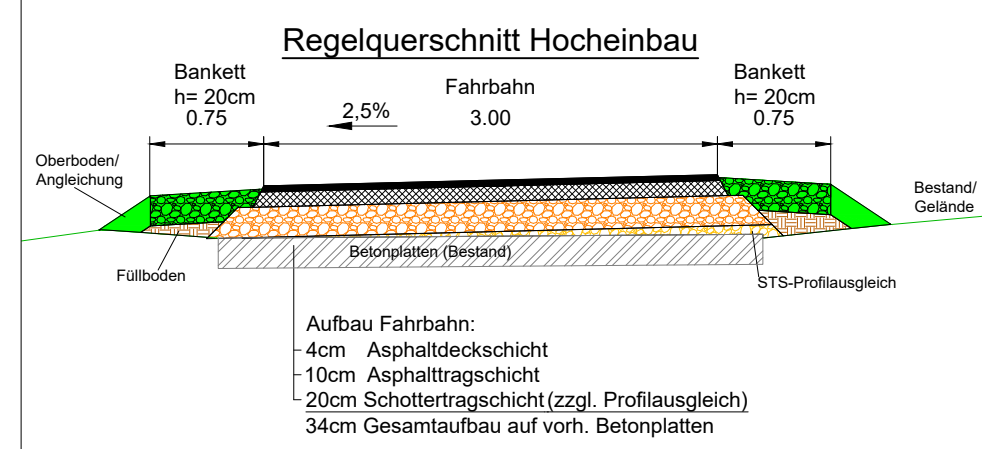 Regelquerschnitt Hocheinbau
Bankett
h= 20cm
0.75
2,5%
Fahrbahn
3.00
Bankett
h= 20cm
0.75
Oberboden/
Angleichung
Bestand/
Gelände
Betonplatten (Bestand)
Füllboden
STS-Profilausgleich
Aufbau Fahrbahn:
4cm Asphaltdeckschicht
10cm Asphalttragschicht
20cm Schottertragschicht (zzgl. Profilausgleich)
34cm Gesamtaufbau auf vorh. Betonplatten